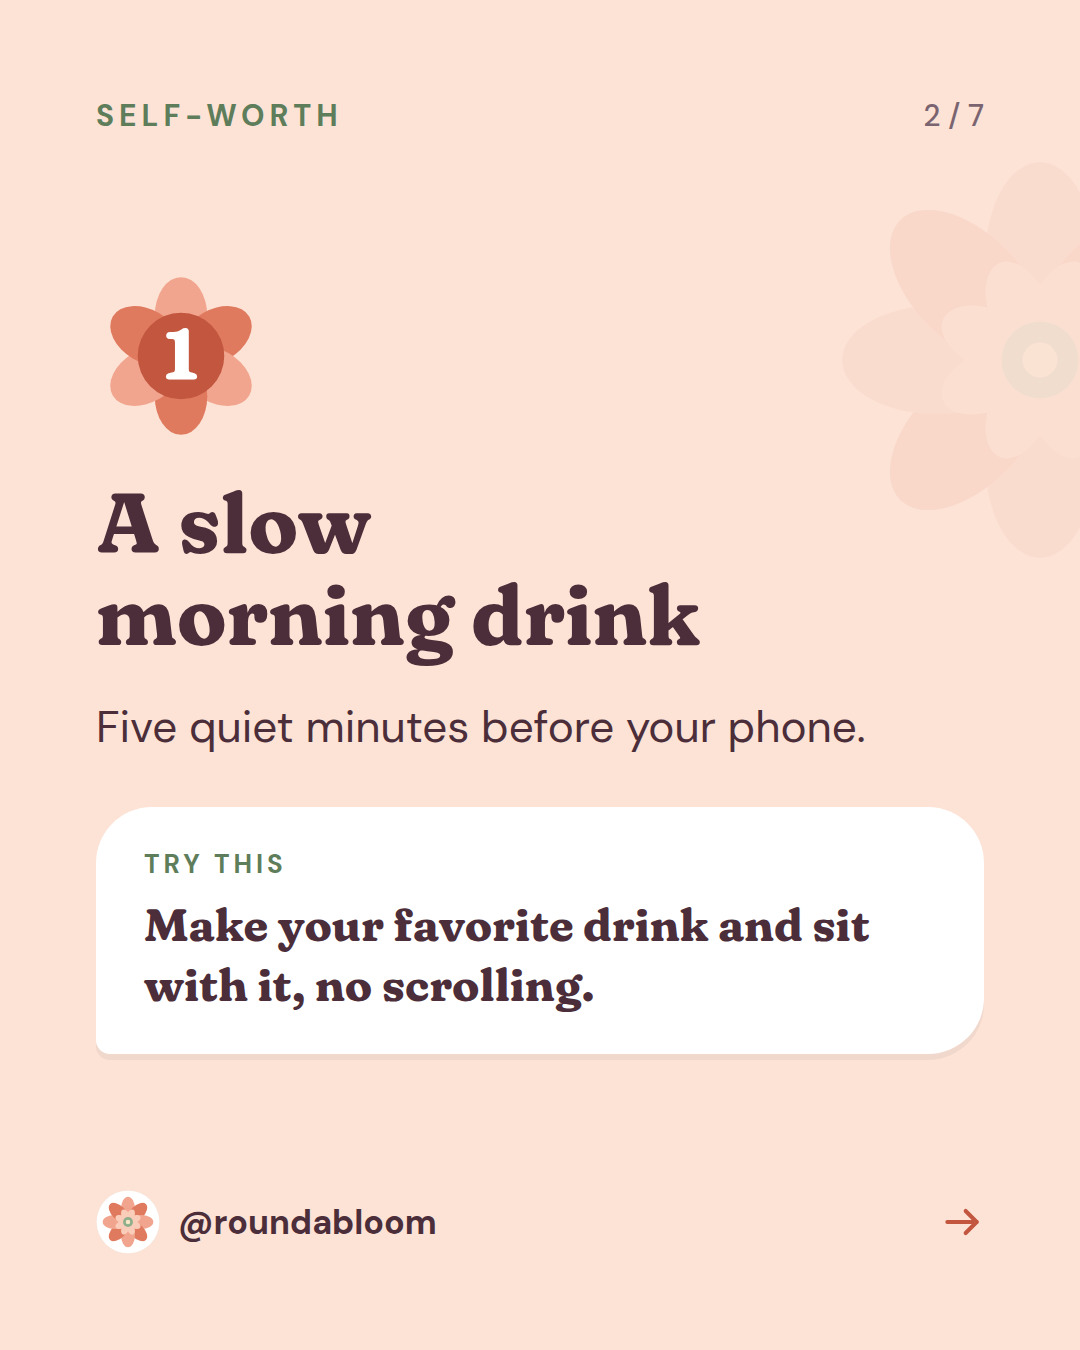 SELF-WORTH
2 / 7
1
A slow
morning drink
Five quiet minutes before your phone.
TRY THIS
Make your favorite drink and sit
with it, no scrolling.
@roundabloom